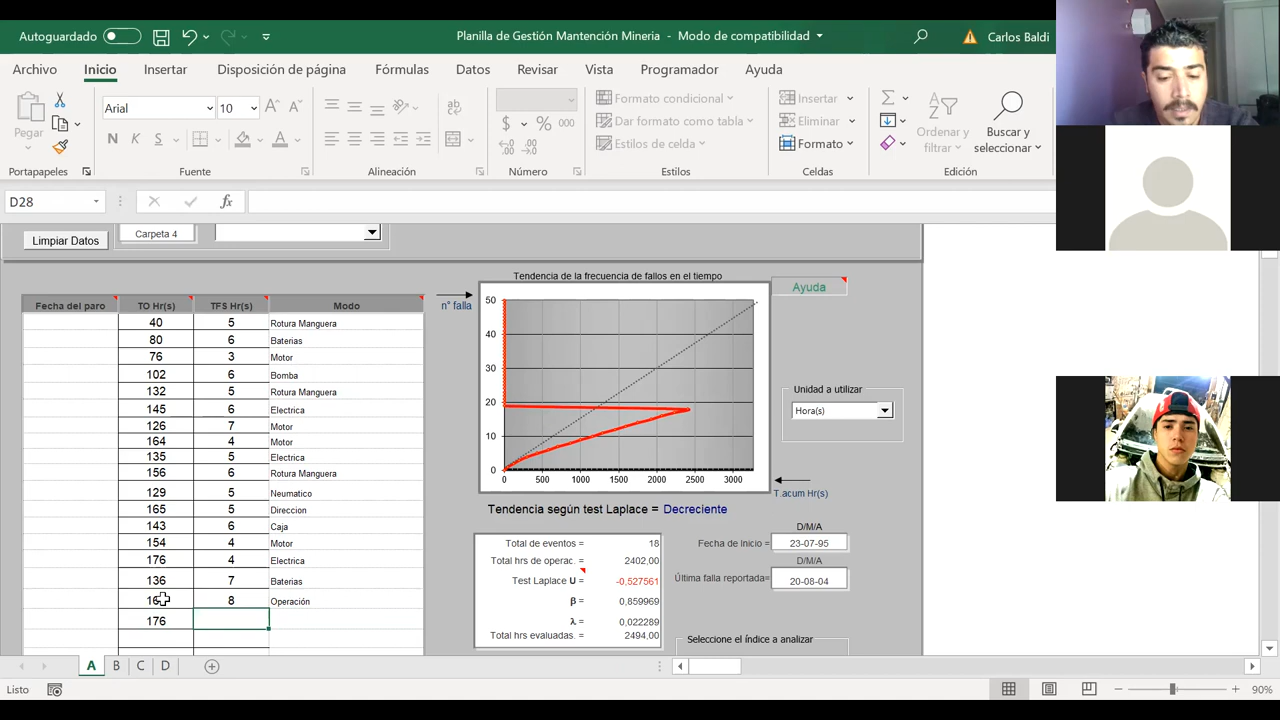 Autoguardado
Planilla de Gestión Mantención Mineria - Modo de compatibilidad
Carlos Baldi
Archivo Inicio Insertar Disposición de página Fórmulas Datos Revisar Vista Programador Ayuda
Pegar
Arial 10
N K S
$ % 000
Formato condicional
Dar formato como tabla
Estilos de celda
Insertar
Eliminar
Formato
Ordenar y filtrar
Buscar y seleccionar
Portapapeles Fuente Alineación Número Estilos Celdas Edición
D28 fx
Limpiar Datos Carpeta 4
Tendencia de la frecuencia de fallos en el tiempo
Ayuda
n° falla
Fecha del paro TO Hr(s) TFS Hr(s) Modo
40 5 Rotura Manguera
80 6 Baterias
76 3 Motor
102 6 Bomba
132 5 Rotura Manguera
145 6 Electrica
126 7 Motor
164 4 Motor
135 5 Electrica
156 6 Rotura Manguera
129 5 Neumatico
165 5 Direccion
143 6 Caja
154 4 Motor
176 4 Electrica
136 7 Baterias
8 Operación
176
50
40
30
20
10
0
0 500 1000 1500 2000 2500 3000
T.acum Hr(s)
Unidad a utilizar
Hora(s)
Tendencia según test Laplace = Decreciente
Total de eventos = 18
Total hrs de operac. = 2402,00
Test Laplace U = -0.527561
β = 0,859969
λ = 0,022289
Total hrs evaluadas. = 2494,00
D/M/A
Fecha de Inicio = 23-07-95
D/M/A
Última falla reportada= 20-08-04
Seleccione el índice a analizar
A B C D
Listo
90%